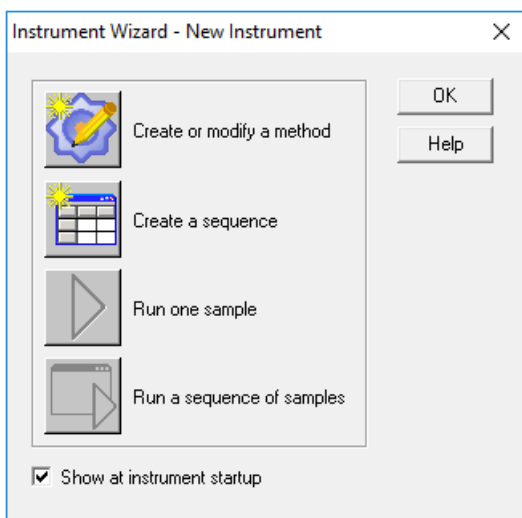 Instrument Wizard - New Instrument
OK
Create or modify a method
Help
Create a sequence
Run one sample
Run a sequence of samples
Show at instrument startup